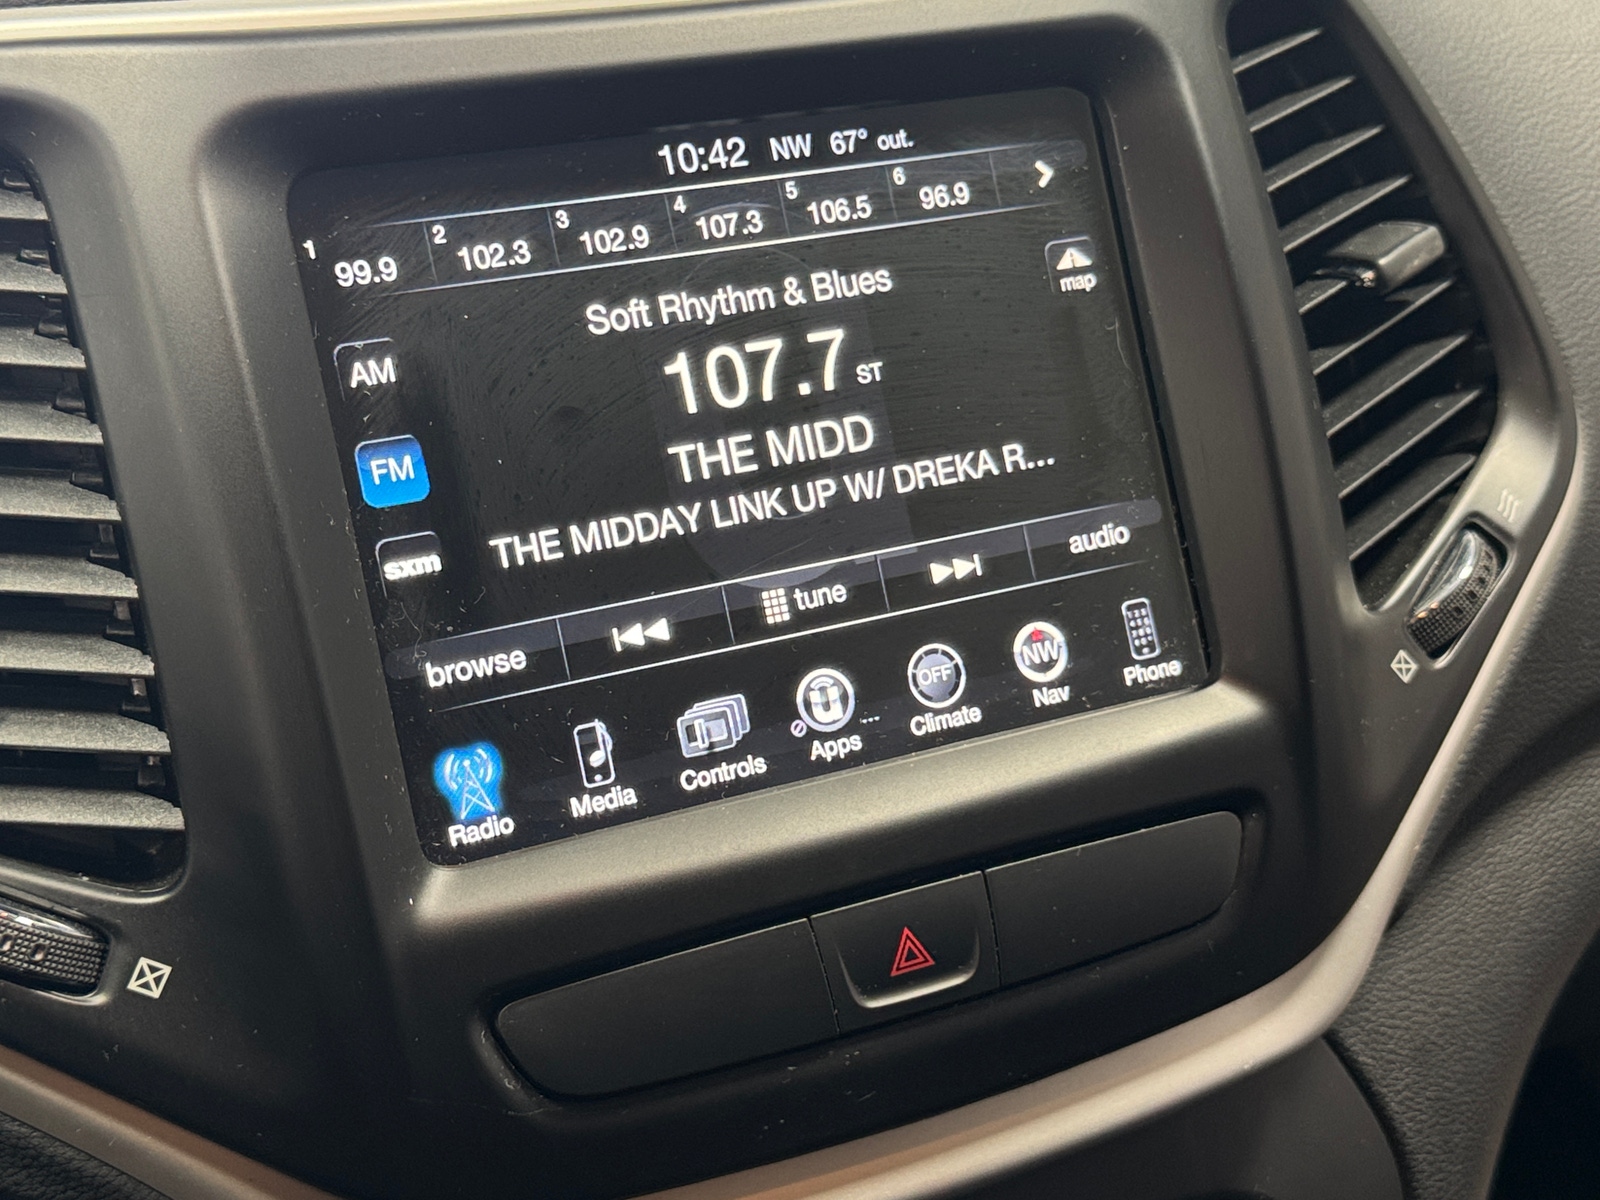 10:42 NW 67° out.
1 99.9 2 102.3 3 102.9 4 107.3 5 106.5 6 96.9
map
Soft Rhythm & Blues
107.7 ST
THE MIDD
THE MIDDAY LINK UP W/ DREKA R...
AM
FM
sxm
browse tune audio
Radio Media Controls Apps ... Climate Nav Phone
OFF
NW